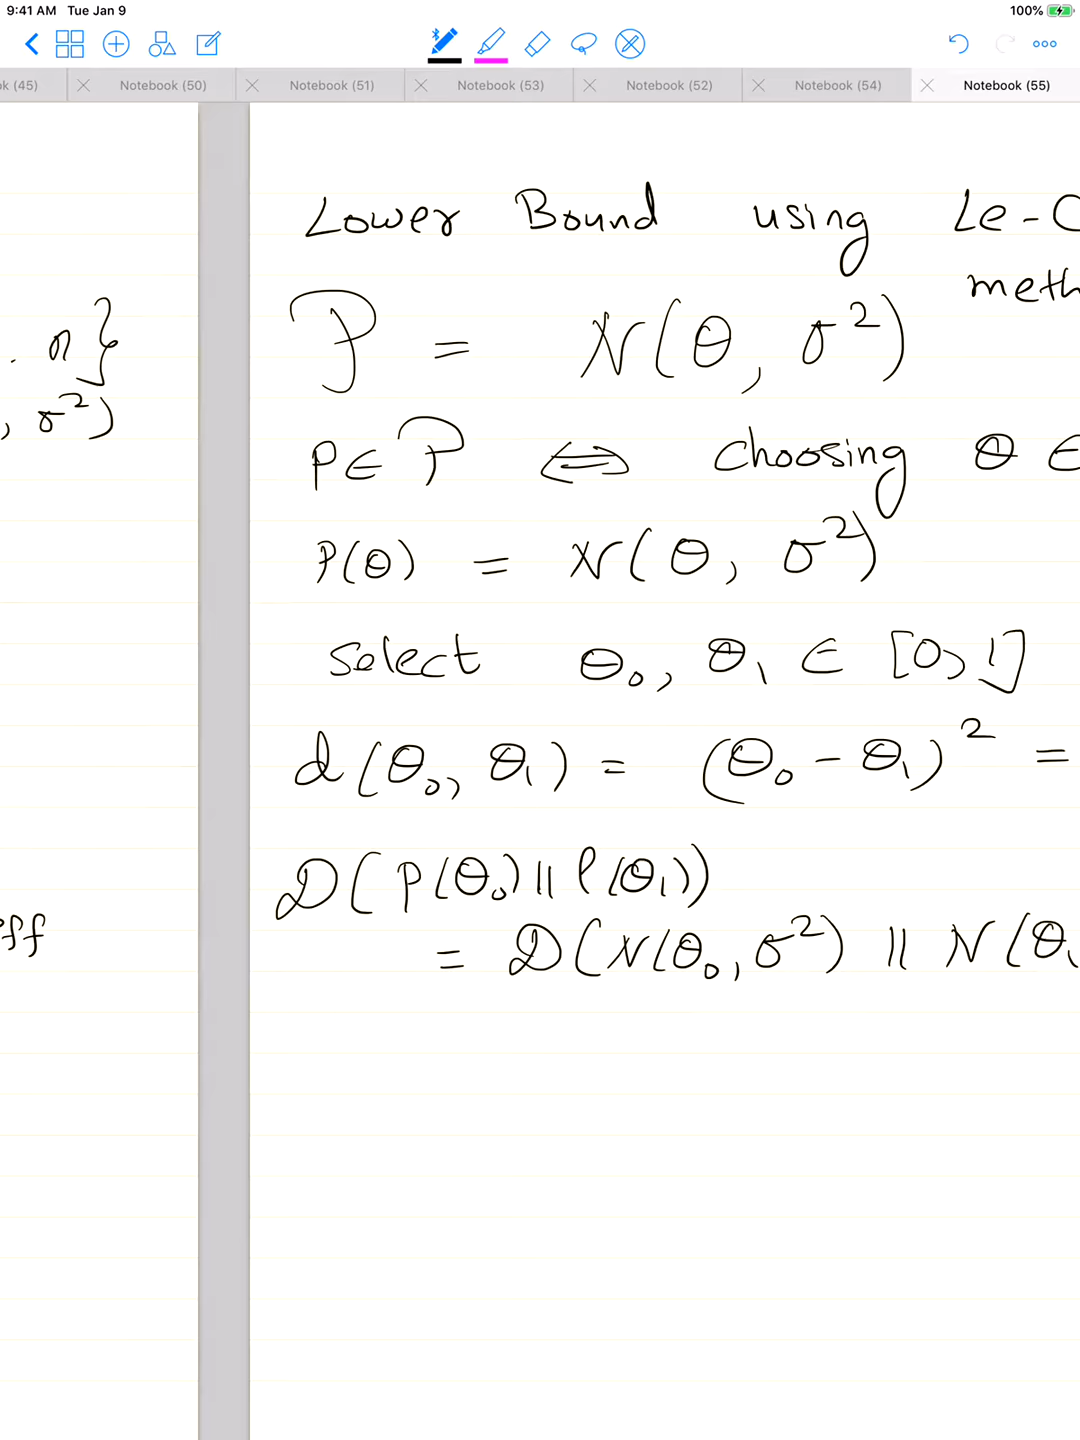 9:41 AM Tue Jan 9 100%
k (45) Notebook (50) Notebook (51) Notebook (53) Notebook (52) Notebook (54) Notebook (55)
Lower Bound using Le-C
meth
. n}
, σ²)
𝒫 = N(θ, σ²)
P ∈ 𝒫 ⇔ choosing θ ∈
P(θ) = N(θ, σ²)
select θ₀, θ₁ ∈ [0, 1]
d(θ₀, θ₁) = (θ₀ - θ₁)² =
D(P(θ₀) || P(θ₁))
ff
= D(N(θ₀, σ²) || N(θ₁